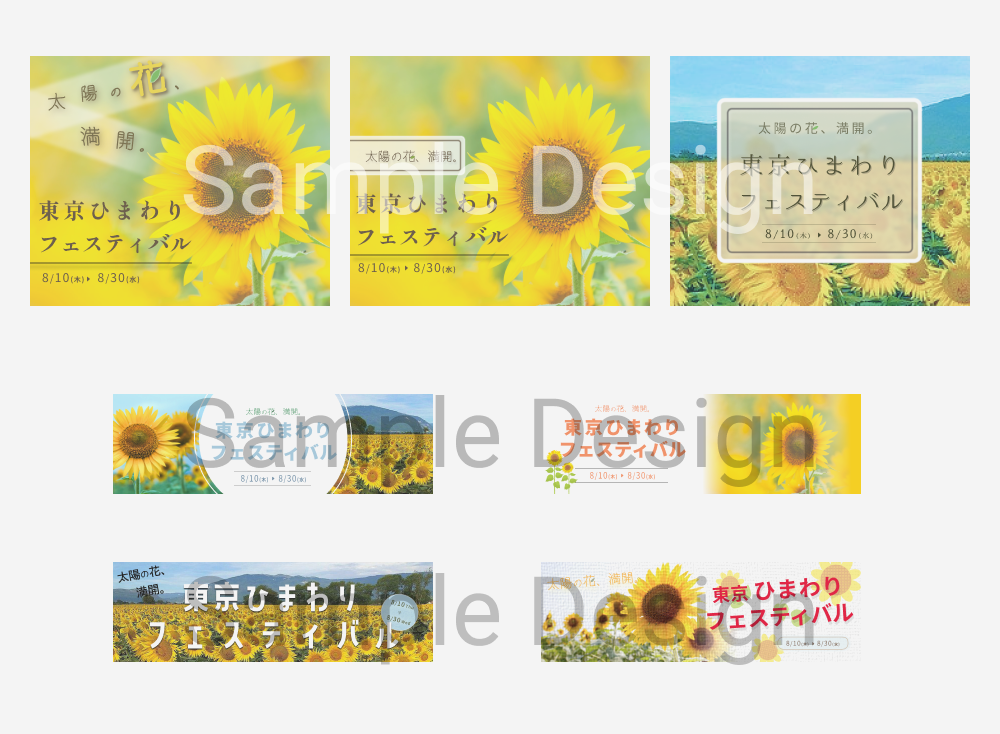 太陽の花、
満開。
東京ひまわり
フェスティバル
8/10(木)▶8/30(水)
太陽の花、満開。
東京ひまわり
フェスティバル
8/10(木)▶8/30(水)
太陽の花、満開。
東京ひまわり
フェスティバル
8/10(木)▶8/30(水)
Sample Design
太陽の花、満開。
東京ひまわり
フェスティバル
8/10(木)▶8/30(水)
太陽の花、満開。
東京ひまわり
フェスティバル
8/10(木)▶8/30(水)
Sample Design
太陽の花、
満開。
東京ひまわり
フェスティバル
8/10
8/30
太陽の花、満開
東京ひまわり
フェスティバル
8/10(木)▶8/30(水)
Sample Design